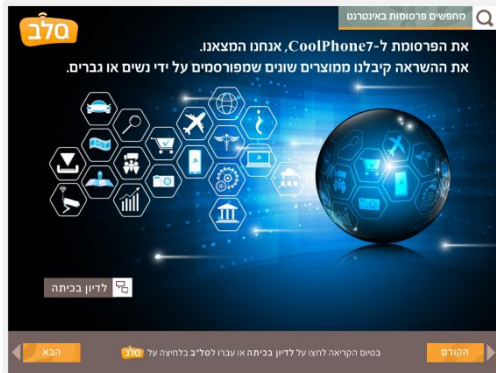 מחפשים פרסומות באינטרנט
סלב
את הפרסומת ל-CoolPhone7, אנחנו המצאנו.
את ההשראה קיבלנו ממוצרים שונים שמפורסמים על ידי נשים או גברים.
לדיון בכיתה
הקודם
בסיום הקריאה לחצו על לדיון בכיתה או עברו לסל"ב בלחיצה על סלב
הבא